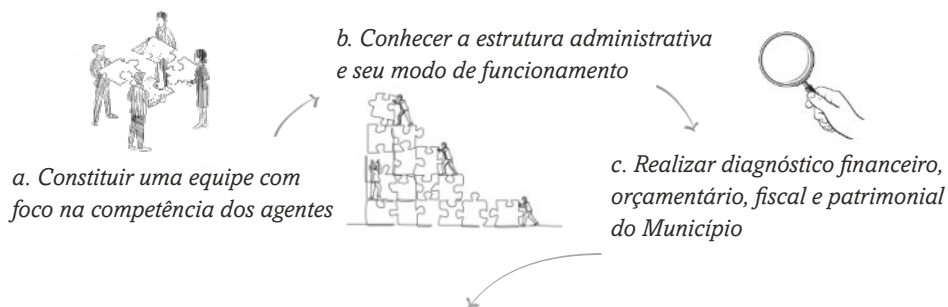 a. Constituir uma equipe com
foco na competência dos agentes
b. Conhecer a estrutura administrativa
e seu modo de funcionamento
c. Realizar diagnóstico financeiro,
orçamentário, fiscal e patrimonial
do Município